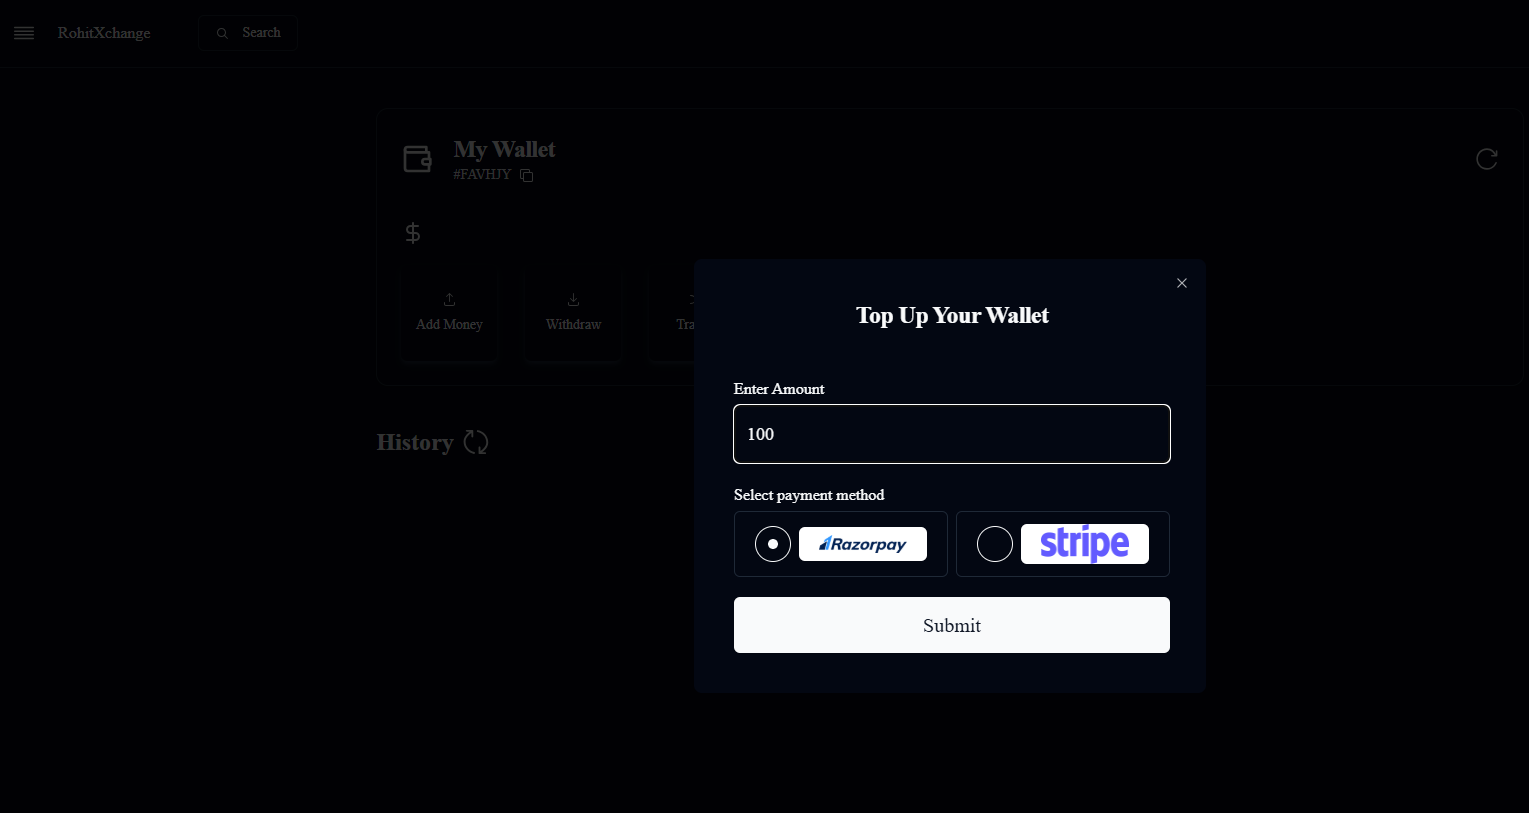 RohitXchange
Search
My Wallet
#FAVHJY
$
Add Money
Withdraw
Top Up Your Wallet
Enter Amount
100
Select payment method
Razorpay
stripe
Submit
History